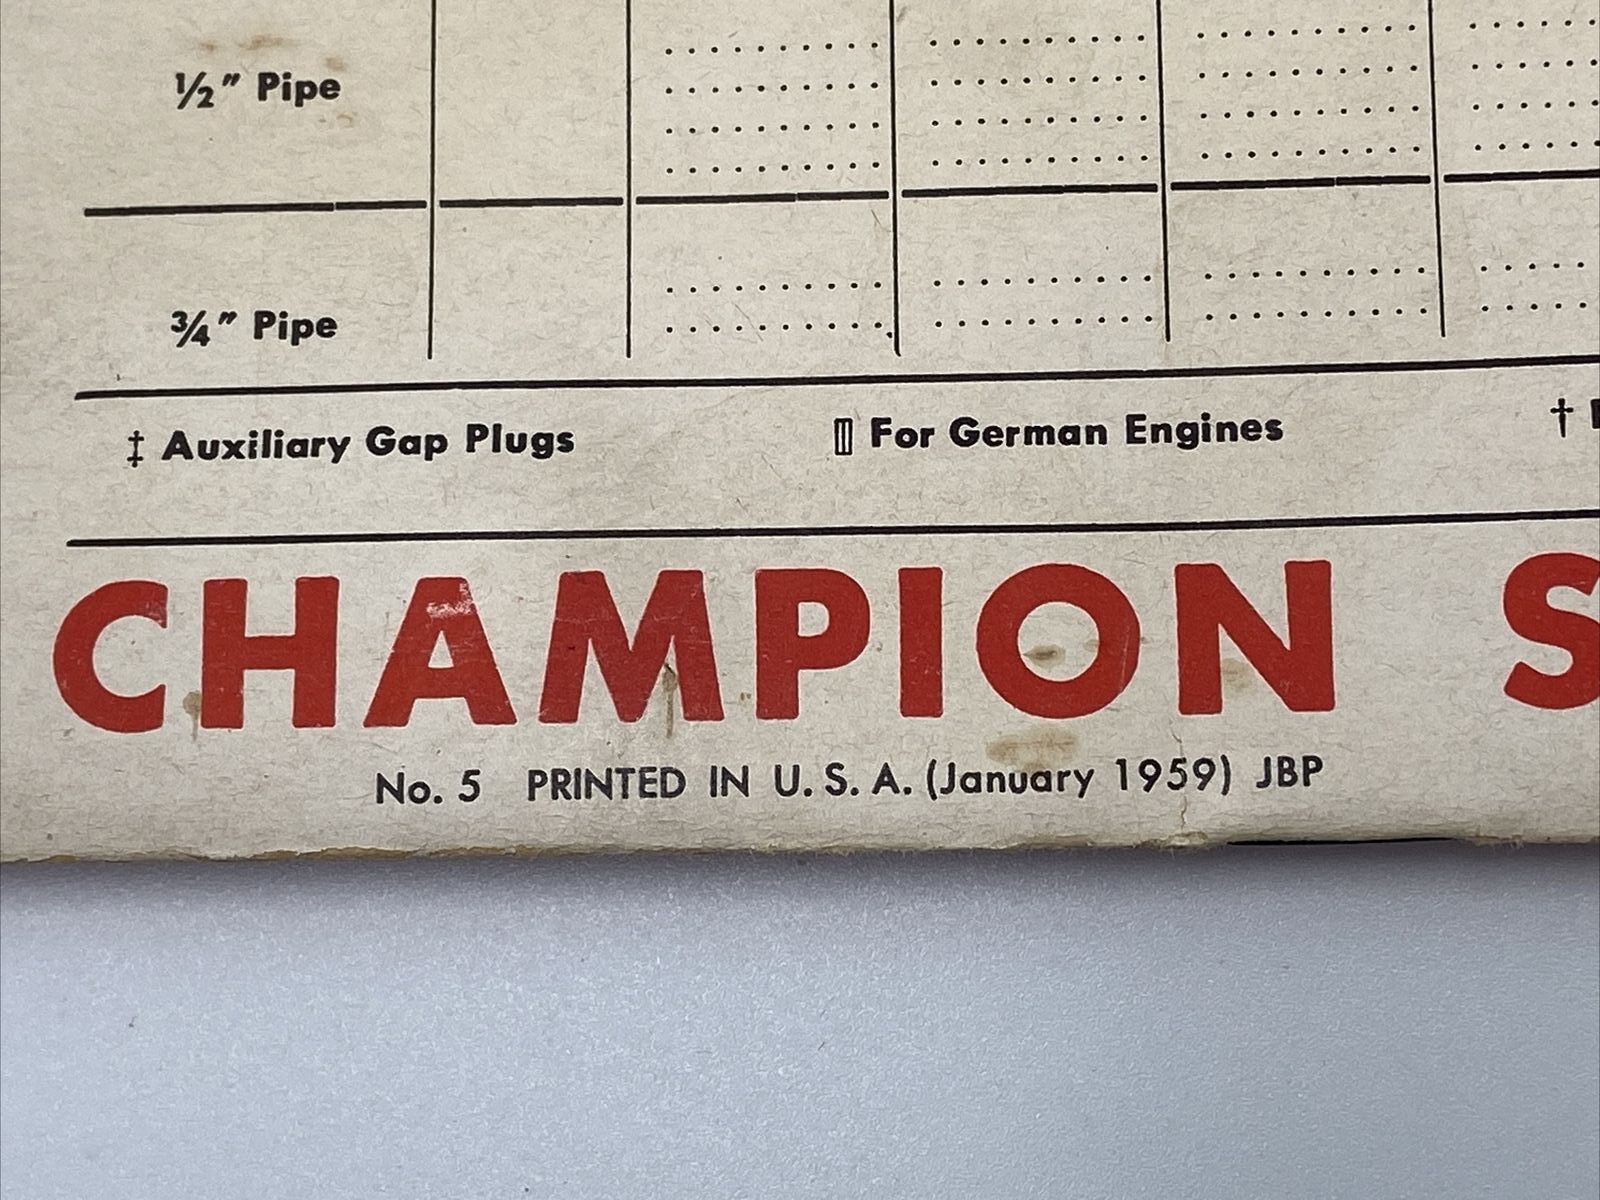 ½" Pipe
¾" Pipe
‡ Auxiliary Gap Plugs For German Engines †
CHAMPION S
No. 5 PRINTED IN U. S. A. (January 1959) JBP